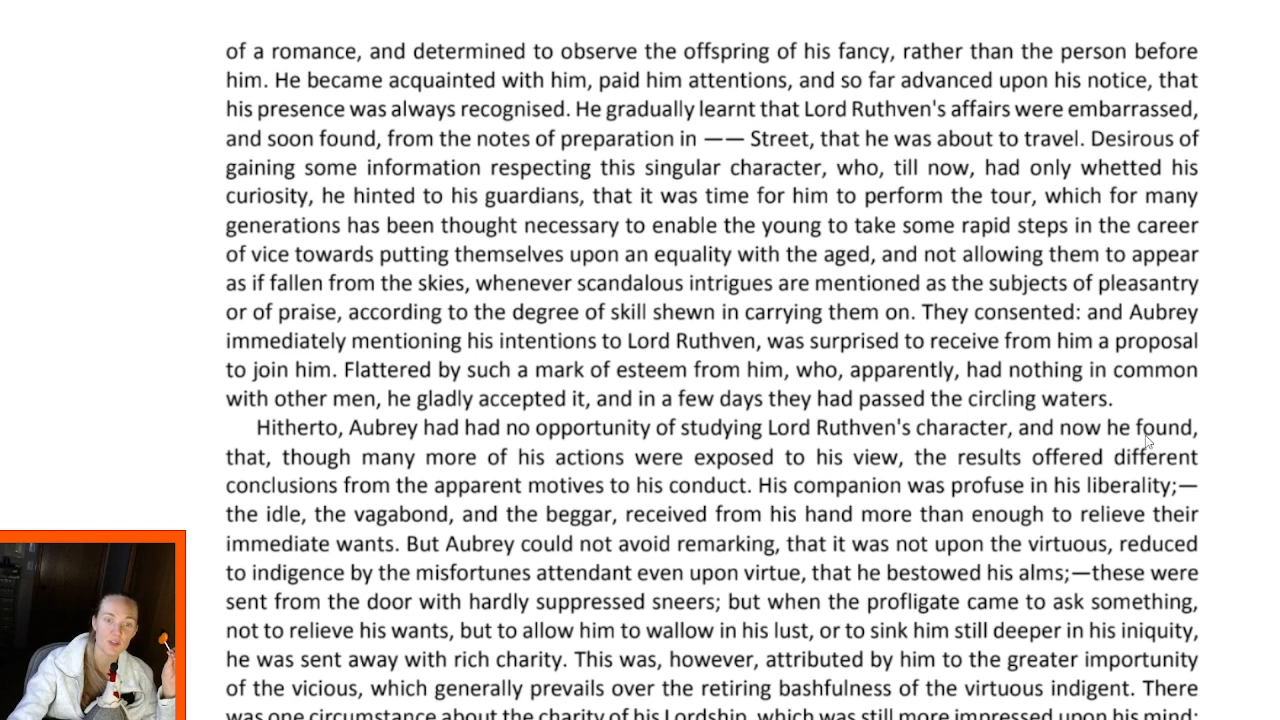 of a romance, and determined to observe the offspring of his fancy, rather than the person before
him. He became acquainted with him, paid him attentions, and so far advanced upon his notice, that
his presence was always recognised. He gradually learnt that Lord Ruthven's affairs were embarrassed,
and soon found, from the notes of preparation in —— Street, that he was about to travel. Desirous of
gaining some information respecting this singular character, who, till now, had only whetted his
curiosity, he hinted to his guardians, that it was time for him to perform the tour, which for many
generations has been thought necessary to enable the young to take some rapid steps in the career
of vice towards putting themselves upon an equality with the aged, and not allowing them to appear
as if fallen from the skies, whenever scandalous intrigues are mentioned as the subjects of pleasantry
or of praise, according to the degree of skill shewn in carrying them on. They consented: and Aubrey
immediately mentioning his intentions to Lord Ruthven, was surprised to receive from him a proposal
to join him. Flattered by such a mark of esteem from him, who, apparently, had nothing in common
with other men, he gladly accepted it, and in a few days they had passed the circling waters.
Hitherto, Aubrey had had no opportunity of studying Lord Ruthven's character, and now he found,
that, though many more of his actions were exposed to his view, the results offered different
conclusions from the apparent motives to his conduct. His companion was profuse in his liberality;—
the idle, the vagabond, and the beggar, received from his hand more than enough to relieve their
immediate wants. But Aubrey could not avoid remarking, that it was not upon the virtuous, reduced
to indigence by the misfortunes attendant even upon virtue, that he bestowed his alms;—these were
sent from the door with hardly suppressed sneers; but when the profligate came to ask something,
not to relieve his wants, but to allow him to wallow in his lust, or to sink him still deeper in his iniquity,
he was sent away with rich charity. This was, however, attributed by him to the greater importunity
of the vicious, which generally prevails over the retiring bashfulness of the virtuous indigent. There
was one circumstance about the charity of his Lordship, which was still more impressed upon his mind: